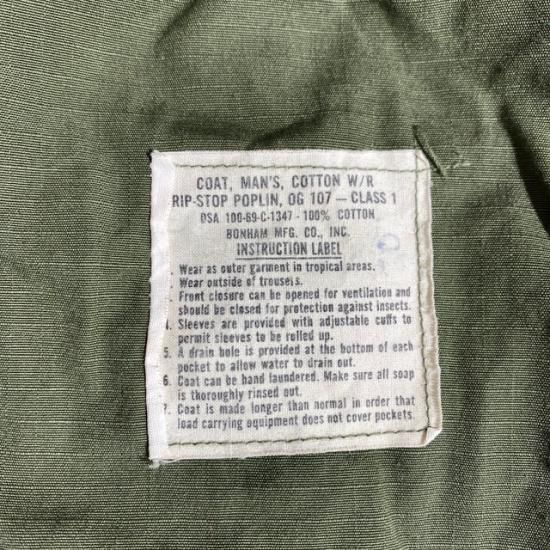 COAT, MAN'S, COTTON W/R
RIP-STOP POPLIN, OG 107 — CLASS 1
DSA 100-69-C-1347 - 100% COTTON
BONHAM MFG. CO., INC.
INSTRUCTION LABEL
. Wear as outer garment in tropical areas.
. Wear outside of trousers.
. Front closure can be opened for ventilation and
should be closed for protection against insects.
4. Sleeves are provided with adjustable cuffs to
permit sleeves to be rolled up.
5. A drain hole is provided at the bottom of each
pocket to allow water to drain out.
6. Coat can be hand laundered. Make sure all soap
is thoroughly rinsed out.
7. Coat is made longer than normal in order that
load carrying equipment does not cover pockets.